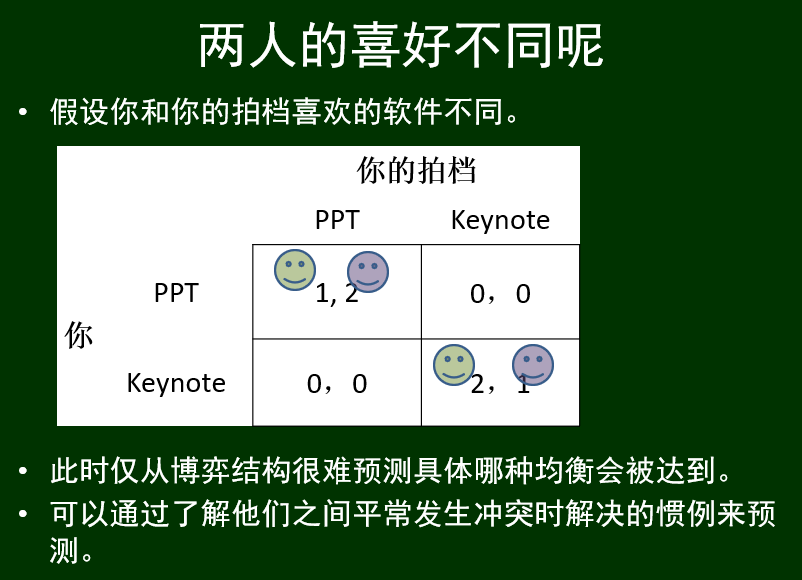 两人的喜好不同呢
• 假设你和你的拍档喜欢的软件不同。
你的拍档
PPT Keynote
PPT 1, 2 0，0
你
Keynote 0，0 2，1
• 此时仅从博弈结构很难预测具体哪种均衡会被达到。
• 可以通过了解他们之间平常发生冲突时解决的惯例来预
测。